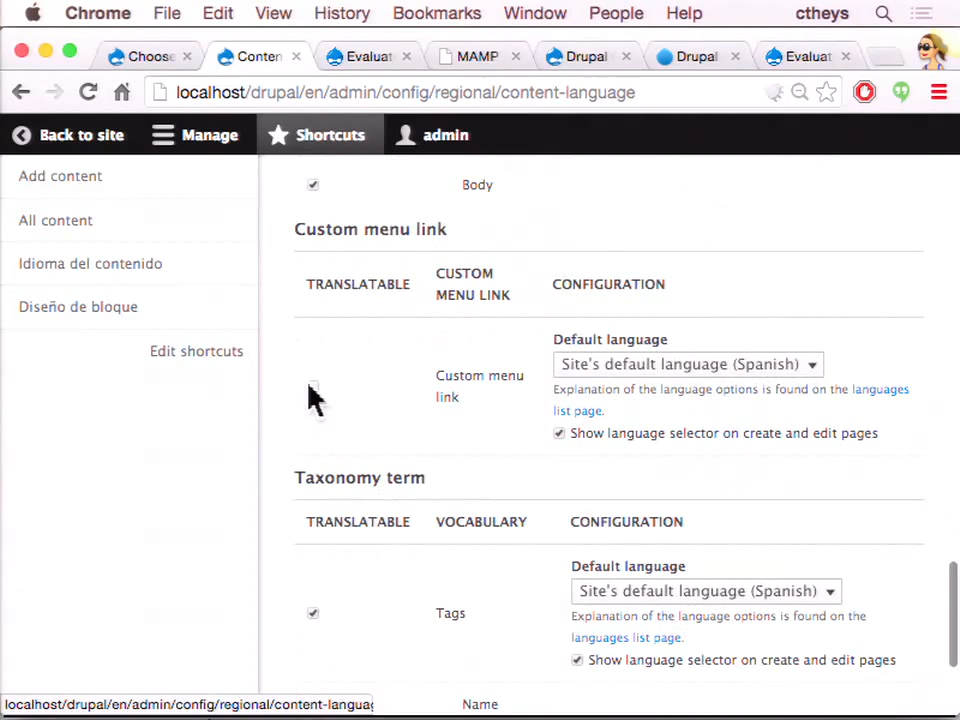 Chrome File Edit View History Bookmarks Window People Help ctheys
Choose Conten Evaluat MAMP Drupal Drupal Evaluat
localhost/drupal/en/admin/config/regional/content-language
Back to site Manage Shortcuts admin
Add content
All content
Idioma del contenido
Diseño de bloque
Edit shortcuts
Body
Custom menu link
TRANSLATABLE CUSTOM MENU LINK CONFIGURATION
Default language
Site's default language (Spanish)
Custom menu link
Explanation of the language options is found on the languages
list page.
Show language selector on create and edit pages
Taxonomy term
TRANSLATABLE VOCABULARY CONFIGURATION
Default language
Site's default language (Spanish)
Tags
Explanation of the language options is found on the
languages list page.
Show language selector on create and edit pages
Name
localhost/drupal/en/admin/config/regional/content-languag